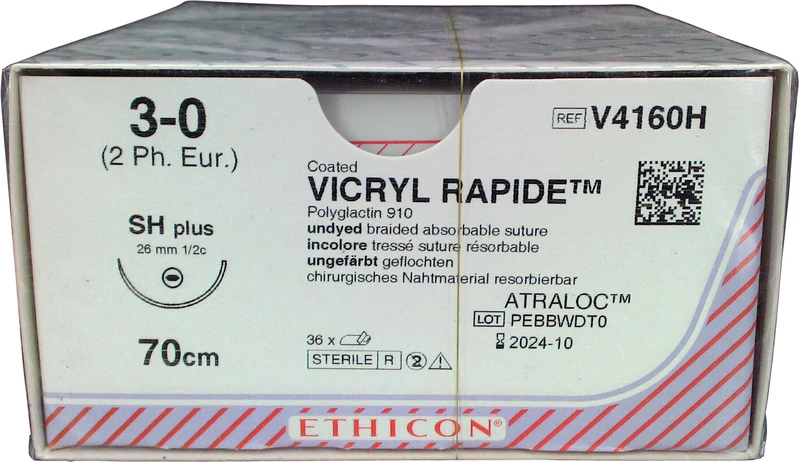 3-0
(2 Ph. Eur.)
REF V4160H
Coated
VICRYL RAPIDE™
Polyglactin 910
undyed braided absorbable suture
incolore tressé suture résorbable
ungefärbt geflochten
chirurgisches Nahtmaterial resorbierbar
SH plus
26 mm 1/2c
70cm
ATRALOC™
LOT PEBBWDT0
2024-10
36 x
STERILE R 2
ETHICON®